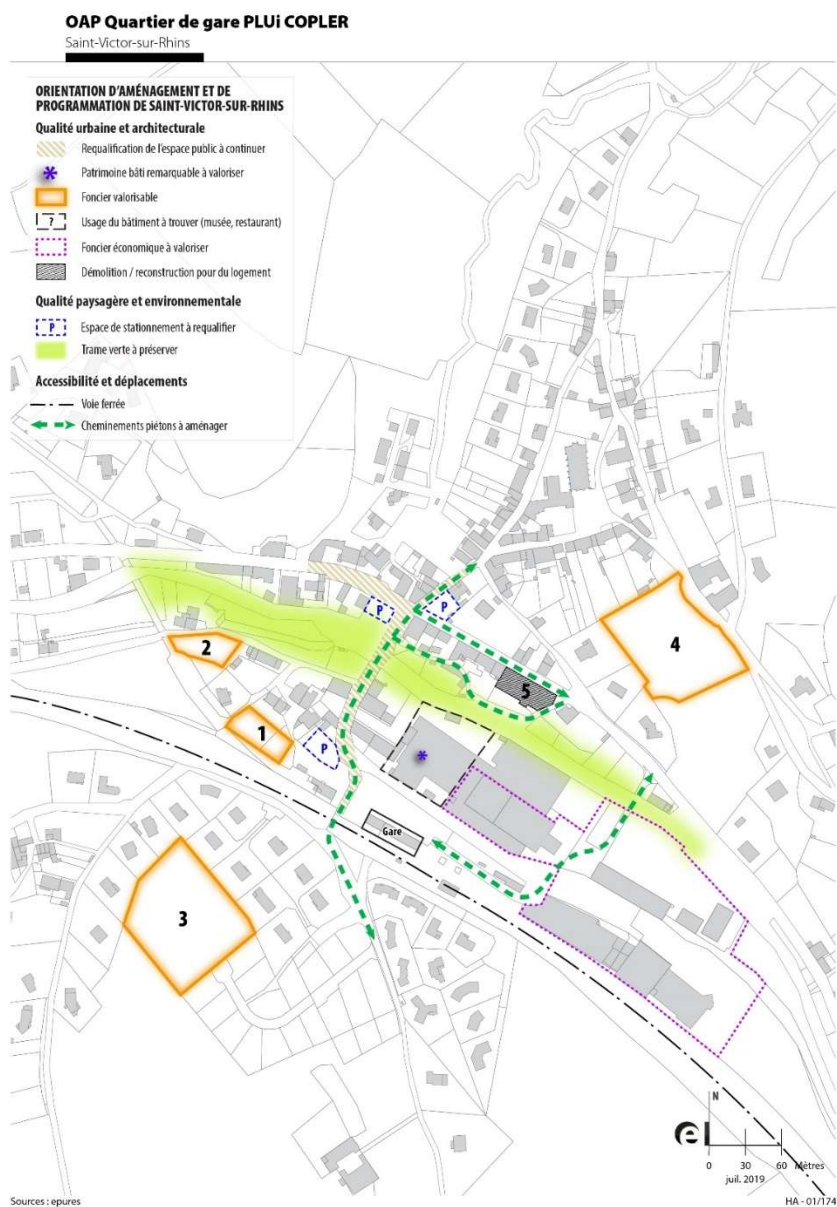 OAP Quartier de gare PLUi COPLER
Saint-Victor-sur-Rhins
ORIENTATION D'AMÉNAGEMENT ET DE
PROGRAMMATION DE SAINT-VICTOR-SUR-RHINS
Qualité urbaine et architecturale
Requalification de l'espace public à continuer
Patrimoine bâti remarquable à valoriser
Foncier valorisable
?
Usage du bâtiment à trouver (musée, restaurant)
Foncier économique à valoriser
Démolition / reconstruction pour du logement
Qualité paysagère et environnementale
P
Espace de stationnement à requalifier
Trame verte à préserver
Accessibilité et déplacements
Voie ferrée
Cheminements piétons à aménager
P
P
2
4
5
1
P
Gare
3
N
e
0 30 60 Mètres
juil. 2019
Sources : epures
HA - 01/174